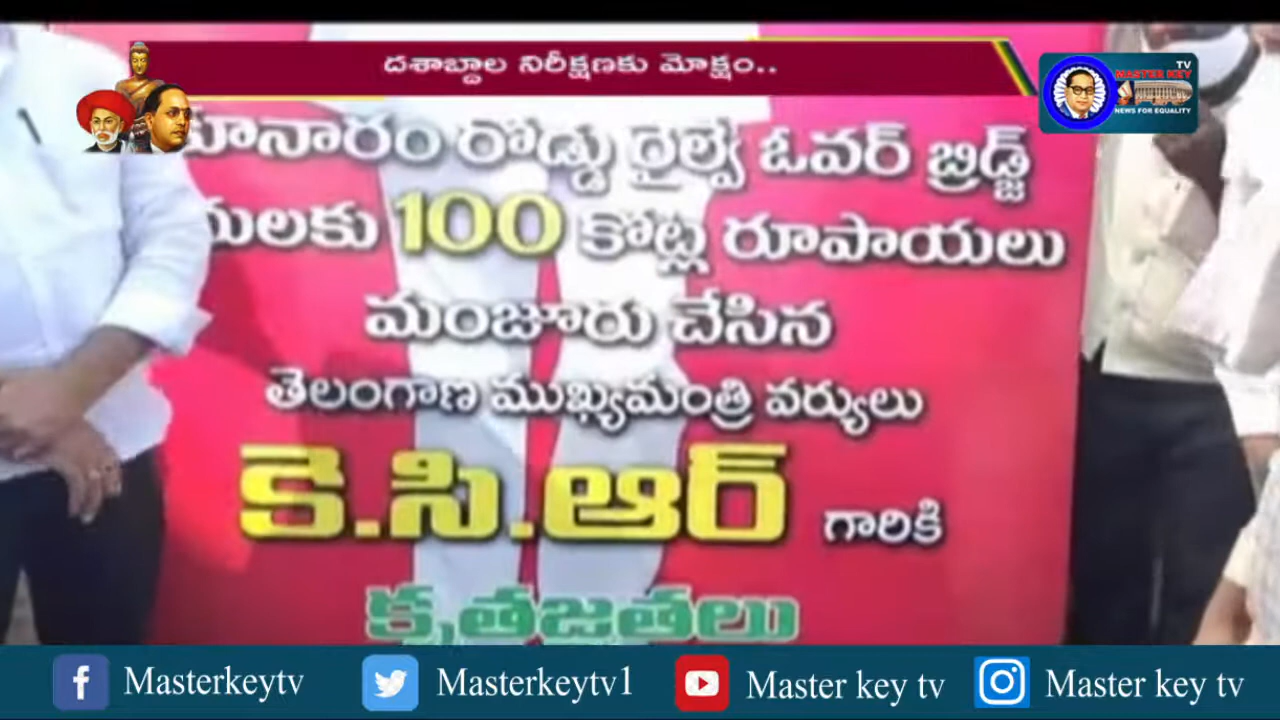 దశాబ్దాల నిరీక్షణకు మోక్షం..
TV
MASTER KEY
NEWS FOR EQUALITY
కూనారం రోడ్డు రైల్వే ఓవర్ బ్రిడ్జ్
100 కోట్ల రూపాయలు
మంజూరు చేసిన
తెలంగాణ ముఖ్యమంత్రి వర్యులు
కె.సి.ఆర్ గారికి
కృతజ్ఞతలు
Masterkeytv
Masterkeytv1
Master key tv
Master key tv